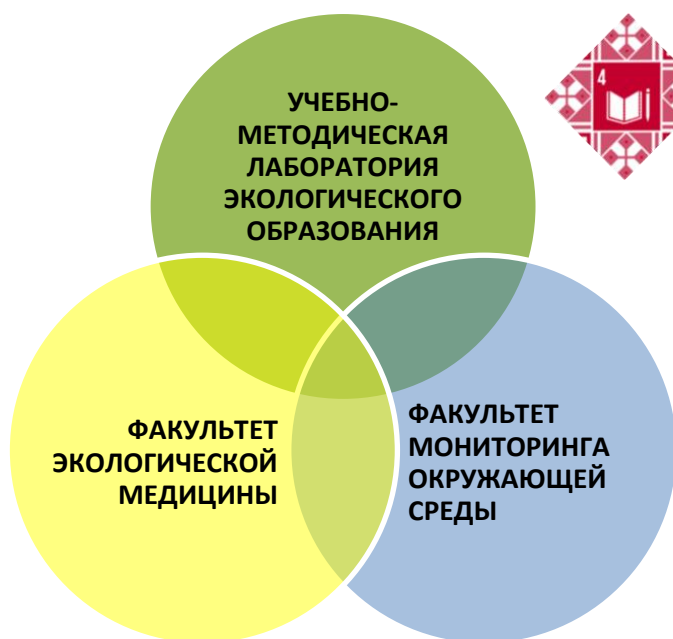 4
УЧЕБНО-
МЕТОДИЧЕСКАЯ
ЛАБОРАТОРИЯ
ЭКОЛОГИЧЕСКОГО
ОБРАЗОВАНИЯ
ФАКУЛЬТЕТ
ЭКОЛОГИЧЕСКОЙ
МЕДИЦИНЫ
ФАКУЛЬТЕТ
МОНИТОРИНГА
ОКРУЖАЮЩЕЙ
СРЕДЫ